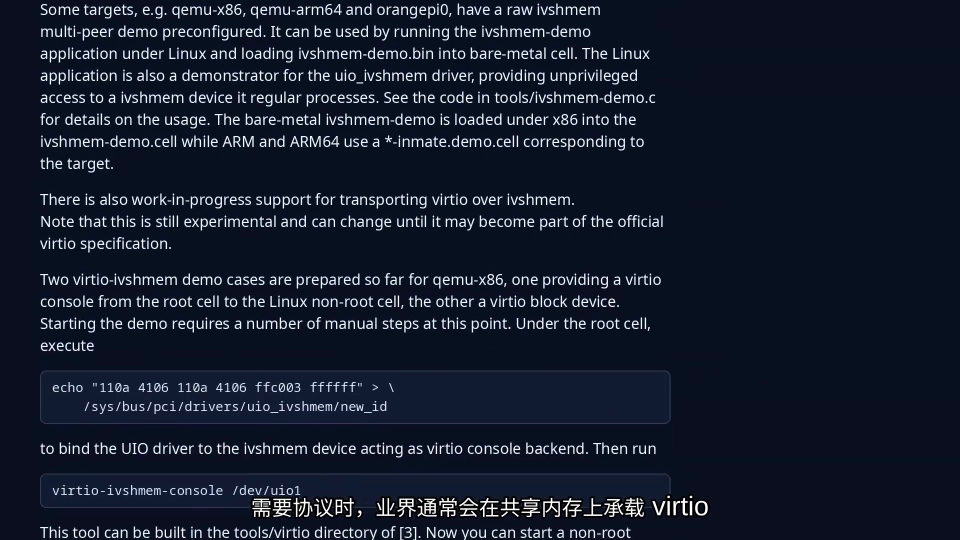 Some targets, e.g. qemu-x86, qemu-arm64 and orangepi0, have a raw ivshmem
multi-peer demo preconfigured. It can be used by running the ivshmem-demo
application under Linux and loading ivshmem-demo.bin into bare-metal cell. The Linux
application is also a demonstrator for the uio_ivshmem driver, providing unprivileged
access to a ivshmem device it regular processes. See the code in tools/ivshmem-demo.c
for details on the usage. The bare-metal ivshmem-demo is loaded under x86 into the
ivshmem-demo.cell while ARM and ARM64 use a *-inmate.demo.cell corresponding to
the target.
There is also work-in-progress support for transporting virtio over ivshmem.
Note that this is still experimental and can change until it may become part of the official
virtio specification.
Two virtio-ivshmem demo cases are prepared so far for qemu-x86, one providing a virtio
console from the root cell to the Linux non-root cell, the other a virtio block device.
Starting the demo requires a number of manual steps at this point. Under the root cell,
execute
echo "110a 4106 110a 4106 ffc003 ffffff" > \
    /sys/bus/pci/drivers/uio_ivshmem/new_id
to bind the UIO driver to the ivshmem device acting as virtio console backend. Then run
virtio-ivshmem-console /dev/uio1
需要协议时，业界通常会在共享内存上承载 virtio
This tool can be built in the tools/virtio directory of [3]. Now you can start a non-root